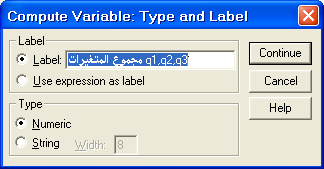 Compute Variable: Type and Label
Label
Label: مجموع المتغيرات q1,q2,q3
Use expression as label
Type
Numeric
String Width: 8
Continue
Cancel
Help